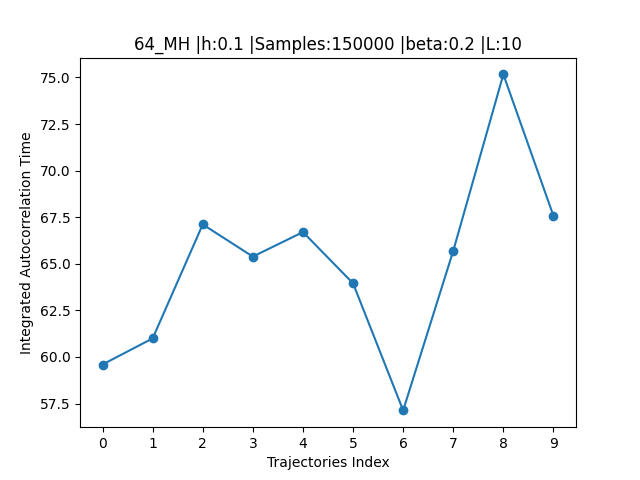 64_MH |h:0.1 |Samples:150000 |beta:0.2 |L:10
75.0
72.5
70.0
67.5
65.0
62.5
60.0
57.5
Integrated Autocorrelation Time
0 1 2 3 4 5 6 7 8 9
Trajectories Index